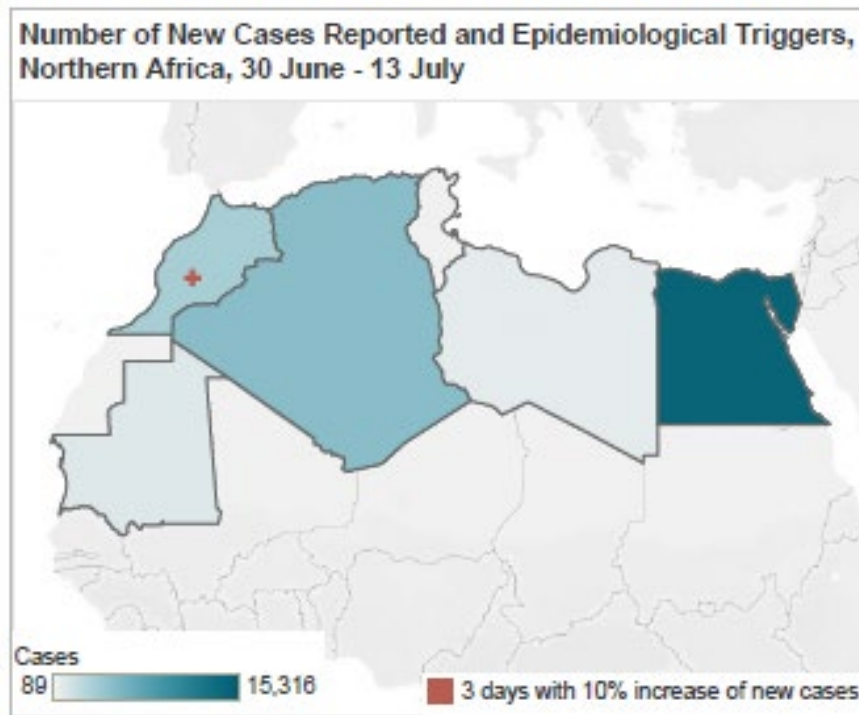 Number of New Cases Reported and Epidemiological Triggers,
Northern Africa, 30 June - 13 July
Cases
89 15,316
3 days with 10% increase of new cases